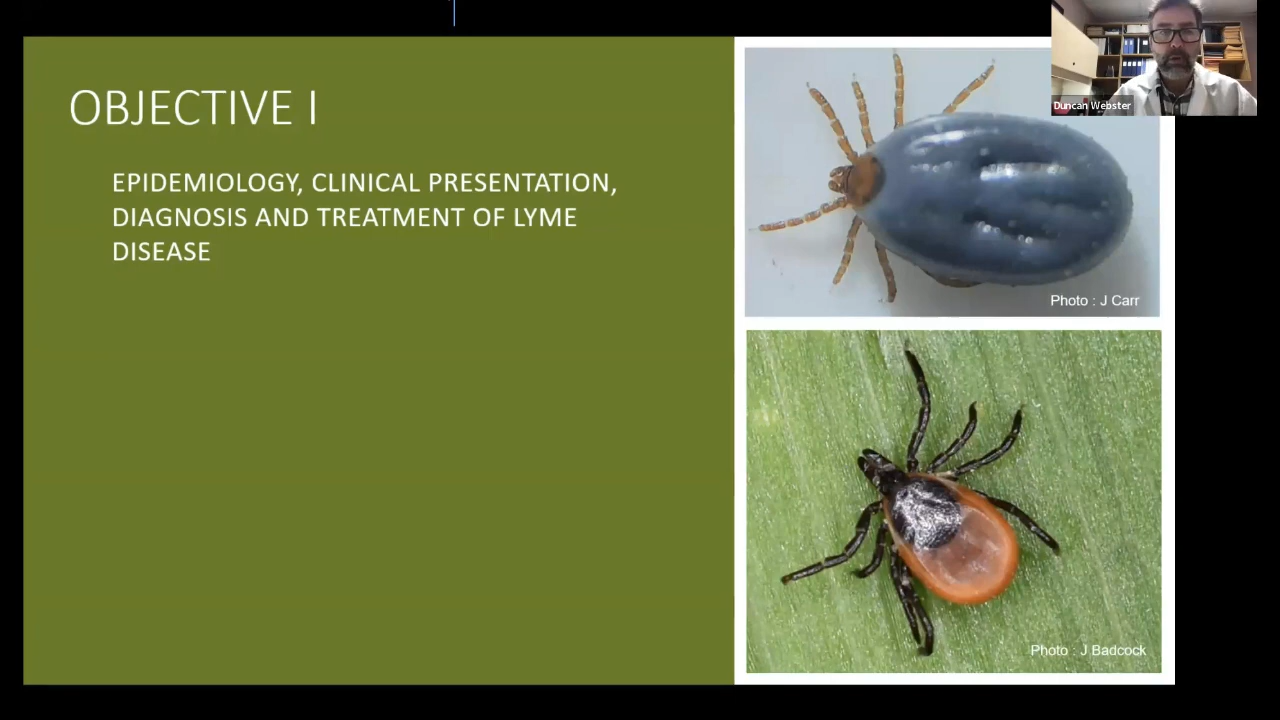 OBJECTIVE I
EPIDEMIOLOGY, CLINICAL PRESENTATION,
DIAGNOSIS AND TREATMENT OF LYME
DISEASE
Duncan Webster
Photo : J Carr
Photo : J Badcock